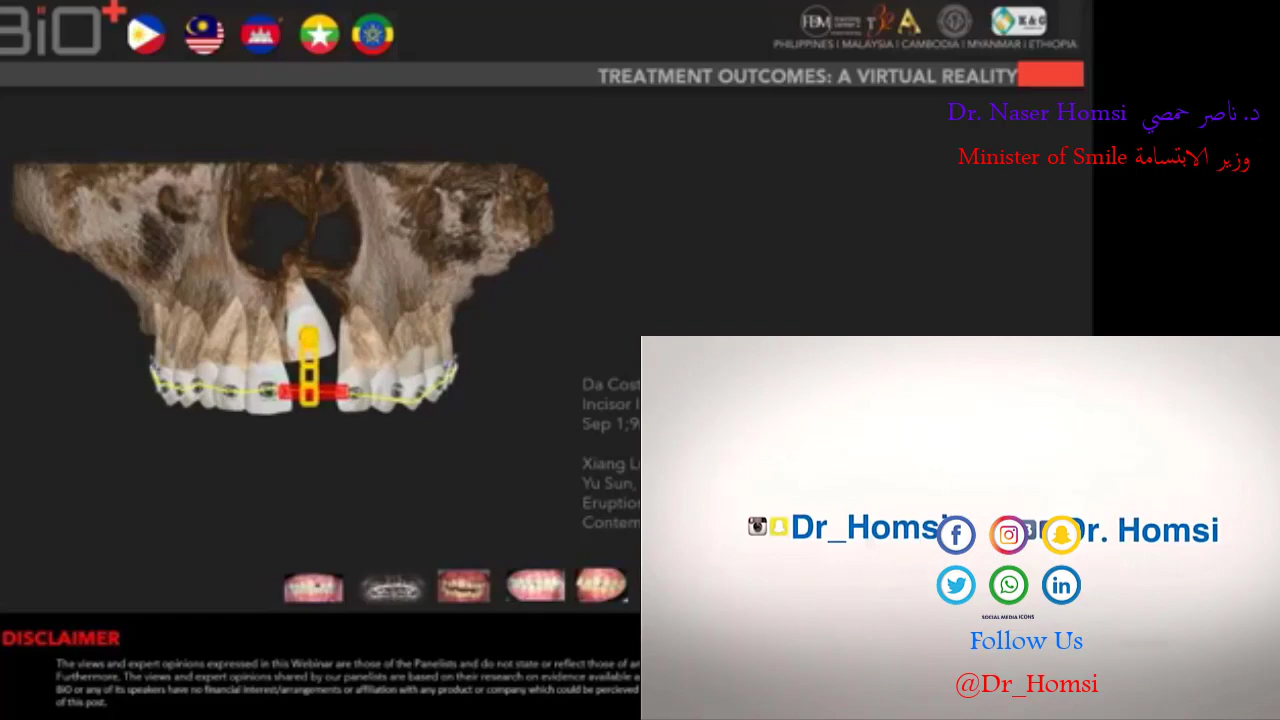 BiO+
PHILIPPINES | MALAYSIA | CAMBODIA | MYANMAR | ETHIOPIA
TREATMENT OUTCOMES: A VIRTUAL REALITY
Dr. Naser Homsi د. ناصر حمصي
Minister of Smile وزير الابتسامة
Da Cost
Incisor I
Sep 1;9
Xiang L
Yu Sun,
Eruption
Contem
Dr_Homsi
Dr. Homsi
SOCIAL MEDIA ICONS
Follow Us
@Dr_Homsi
DISCLAIMER
The views and expert opinions expressed in this Webinar are those of the Panelists and do not state or reflect those of
Furthermore. The views and expert opinions shared by our panelists are based on their research on evidence available
BiO or any of its speakers have no financial interest/arrangements or affiliation with any product or company which could be percieved
of this post.